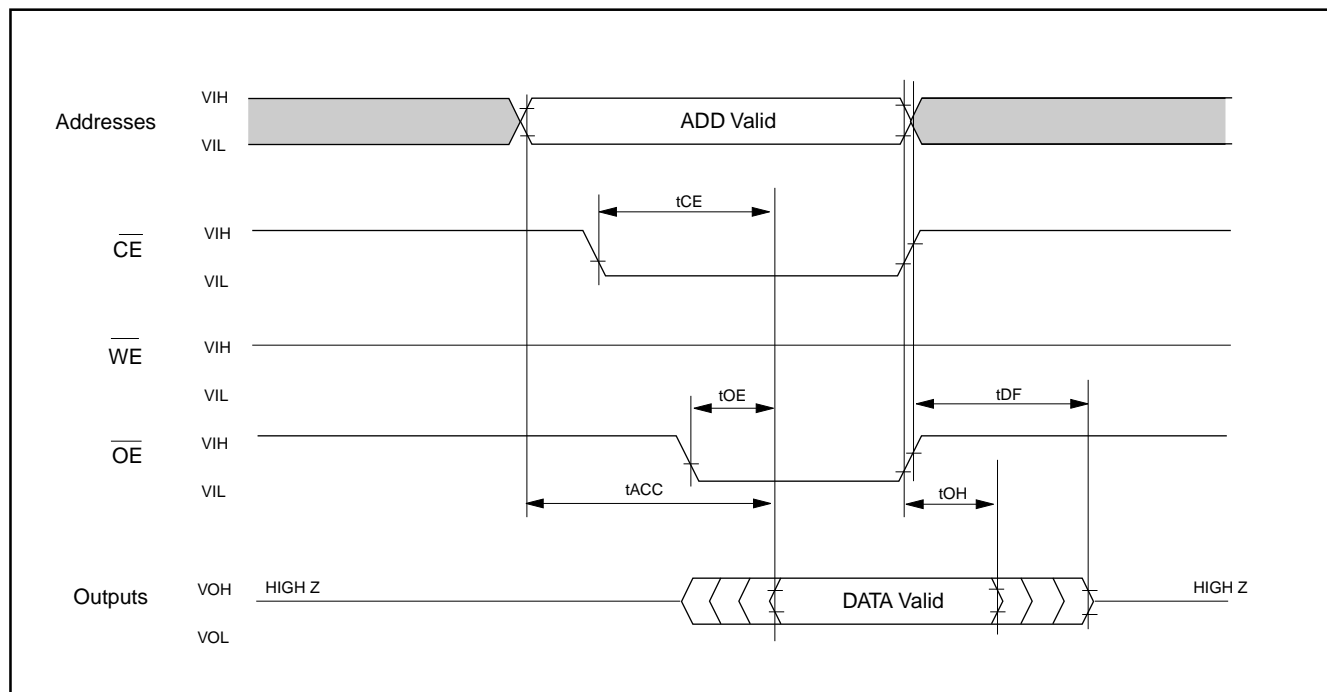 VIH
Addresses
ADD Valid
VIL
tCE
VIH
CE
VIL
VIH
WE
VIL
tOE
tDF
VIH
OE
VIL
tACC
tOH
VOH
HIGH Z
HIGH Z
Outputs
DATA Valid
VOL